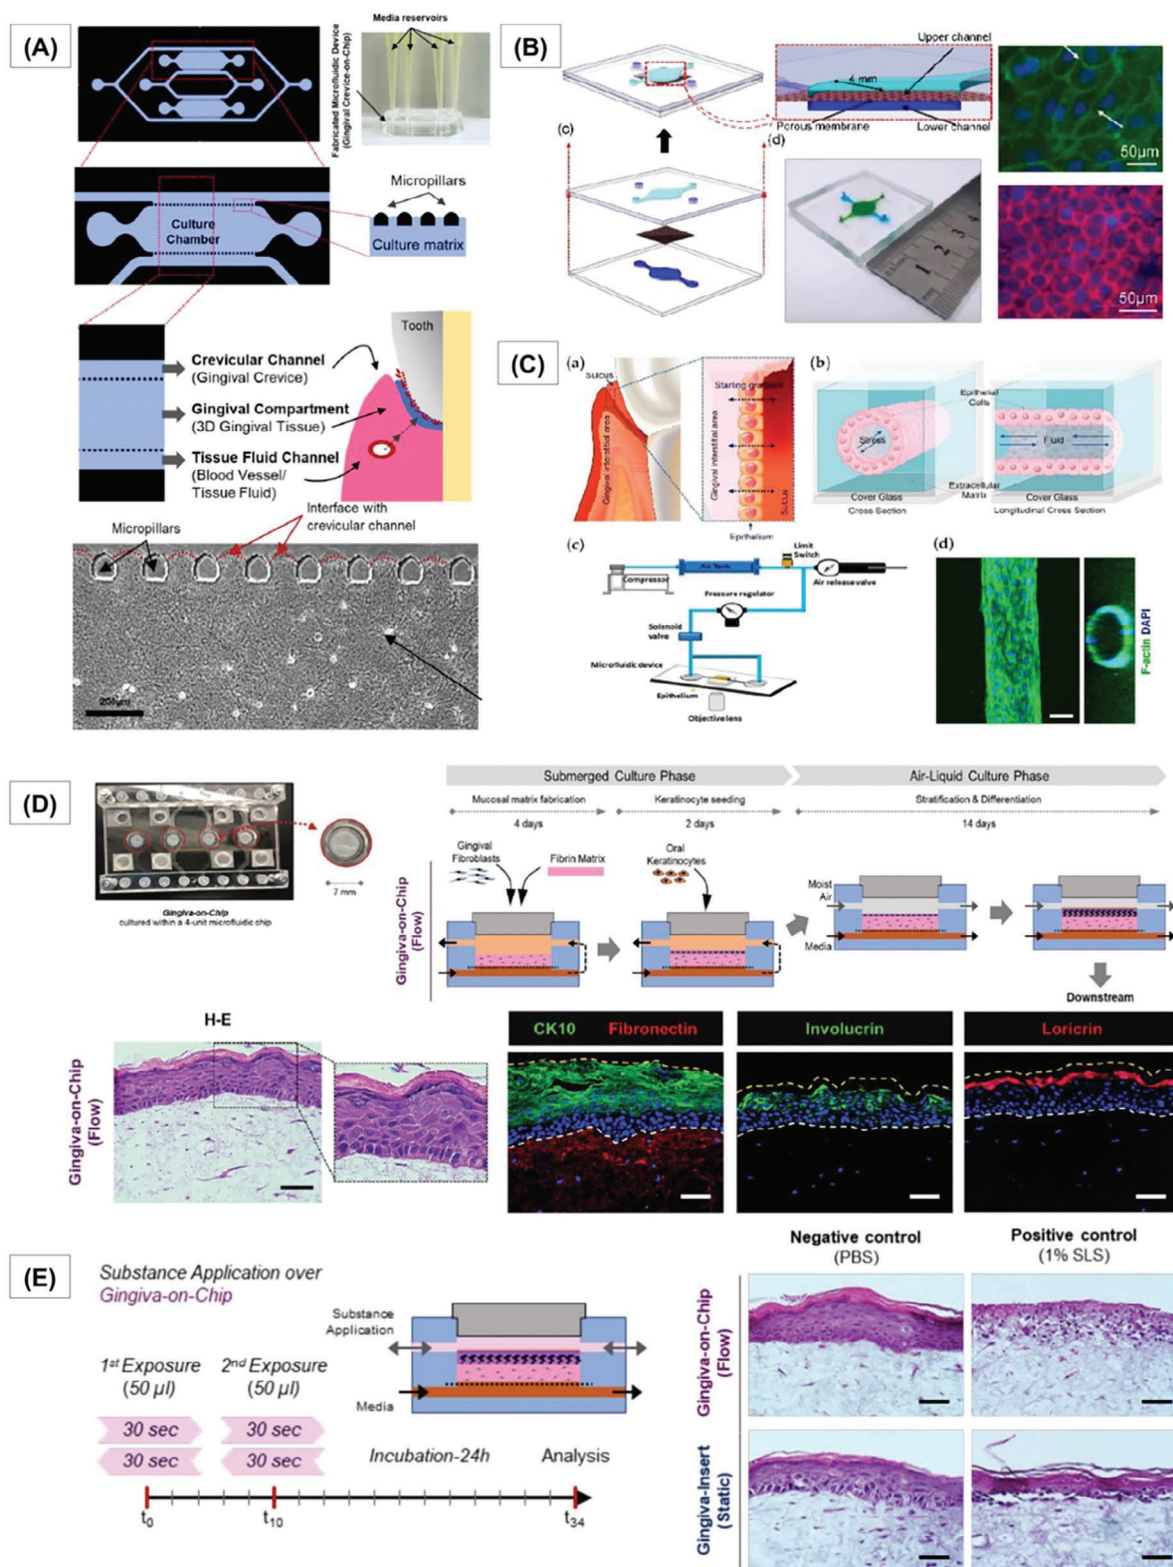 (A)
Media reservoirs
Fabricated Microfluidic Device
(Gingival Crevice-on-Chip)
Micropillars
Culture
Chamber
Culture matrix
Tooth
Crevicular Channel
(Gingival Crevice)
Gingival Compartment
(3D Gingival Tissue)
Tissue Fluid Channel
(Blood Vessel/
Tissue Fluid)
Micropillars
Interface with
crevicular channel
200µm
(B)
Upper channel
4 mm
Porous membrane
Lower channel
(c)
(d)
1 2 3 4
50µm
50µm
(C)
(a)
Sucus
Gingival interstitial area
Starling gradient
Gingival interstitial area
Sucus
Epithelium
(b)
Epithelial
Cells
Stress
Fluid
Extracellular
Matrix
Cover Glass
Cross Section
Cover Glass
Longitudinal Cross Section
(c)
Limit
Switch
Air Tank
Compressor
Air release valve
Pressure regulator
Solenoid
valve
Microfluidic device
Epithelium
Objective lens
(d)
F-actin DAPI
(D)
Gingiva-on-Chip
cultured within a 4-unit microfluidic chip
7 mm
Submerged Culture Phase
Air-Liquid Culture Phase
Mucosal matrix fabrication
Keratinocyte seeding
Stratification & Differentiation
4 days
2 days
14 days
Gingiva-on-Chip
(Flow)
Gingival
Fibroblasts
Fibrin Matrix
Oral
Keratinocytes
Moist
Air
Media
Downstream
H-E
Gingiva-on-Chip
(Flow)
CK10 Fibronectin
Involucrin
Loricrin
(E)
Substance Application over
Gingiva-on-Chip
1st Exposure
(50 µl)
2nd Exposure
(50 µl)
30 sec
30 sec
30 sec
30 sec
Substance
Application
Media
Incubation-24h
Analysis
t0
t10
t34
Negative control
(PBS)
Positive control
(1% SLS)
Gingiva-on-Chip
(Flow)
Gingiva-Insert
(Static)